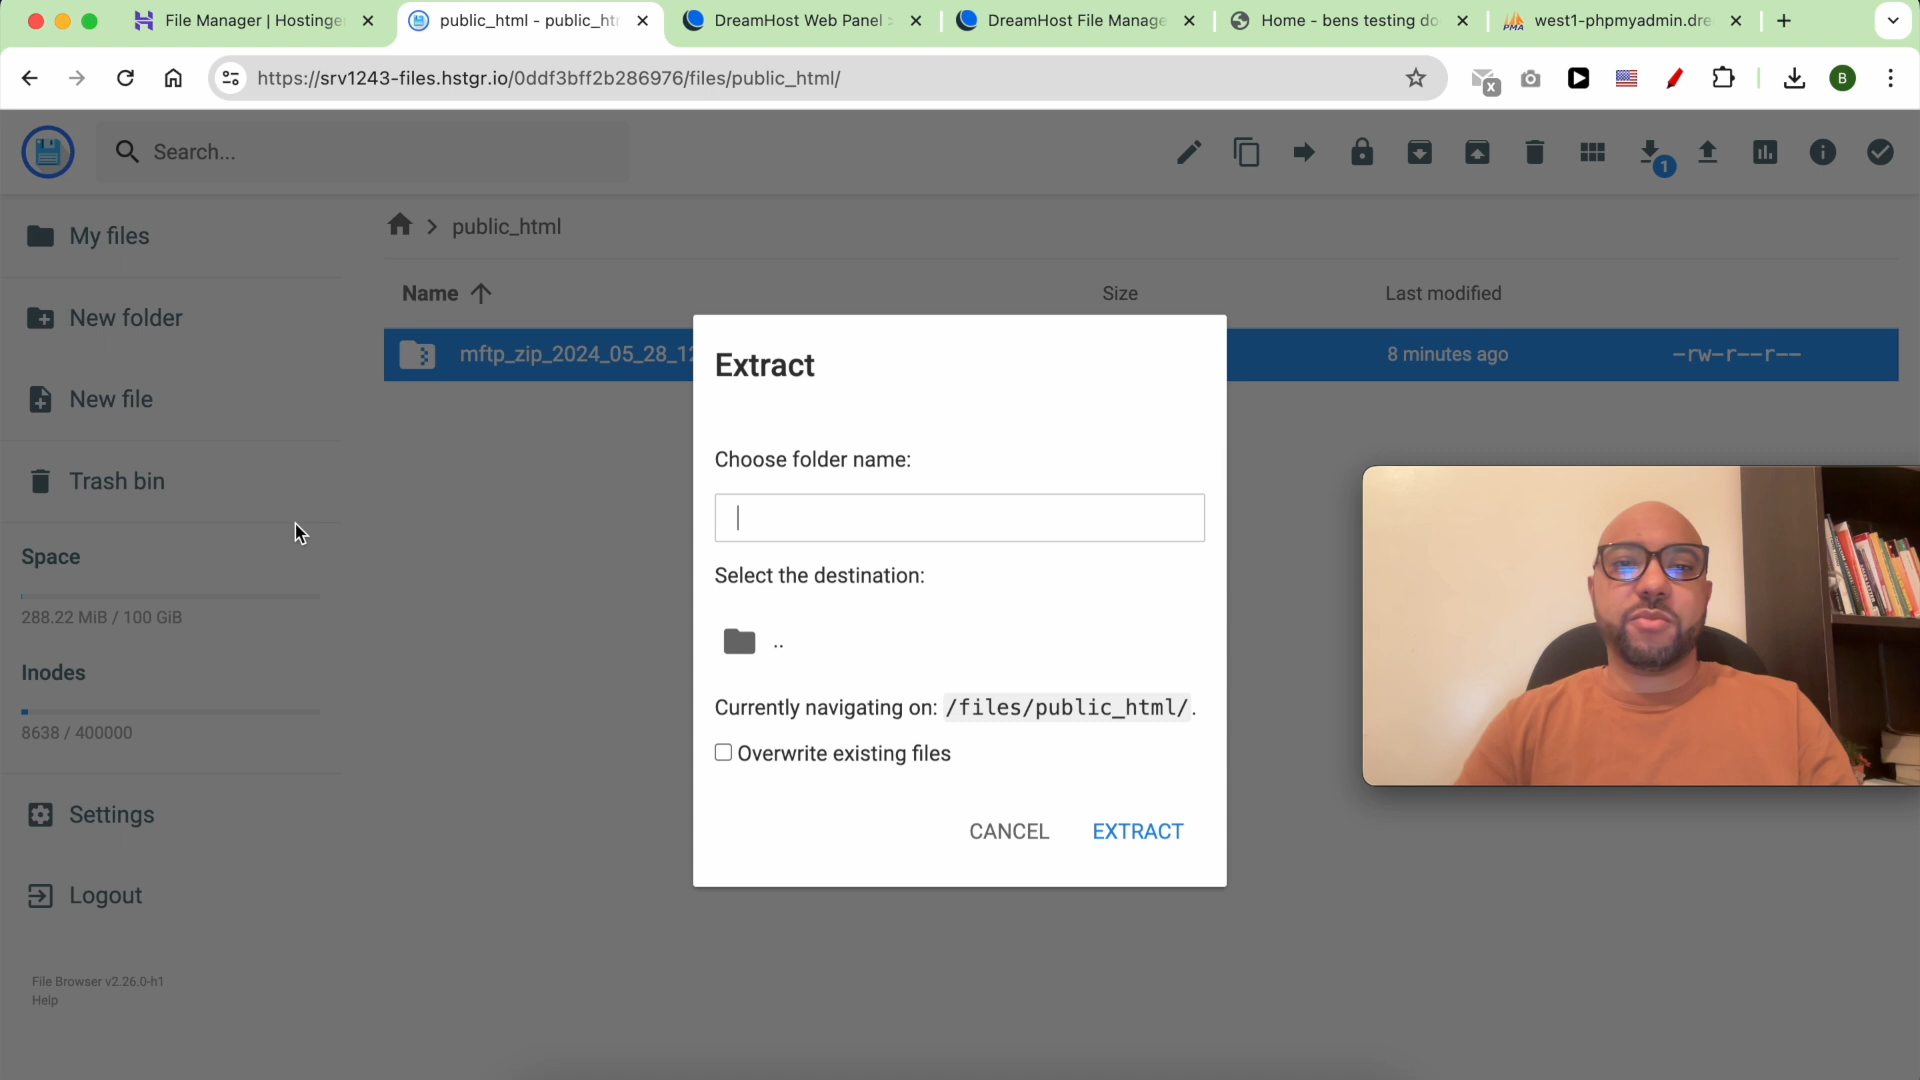 File Manager | Hostinge
public_html - public_ht
DreamHost Web Panel
DreamHost File Manage
Home - bens testing do
PMA
west1-phpmyadmin.dre
https://srv1243-files.hstgr.io/0ddf3bff2b286976/files/public_html/
x
B
Search...
1
My files
public_html
Name
Size
Last modified
New folder
mftp_zip_2024_05_28_12
8 minutes ago
-rw-r--r--
Extract
New file
Choose folder name:
Trash bin
Space
Select the destination:
288.22 MiB / 100 GiB
..
Inodes
Currently navigating on: /files/public_html/.
8638 / 400000
Overwrite existing files
Settings
CANCEL
EXTRACT
Logout
File Browser v2.26.0-h1
Help